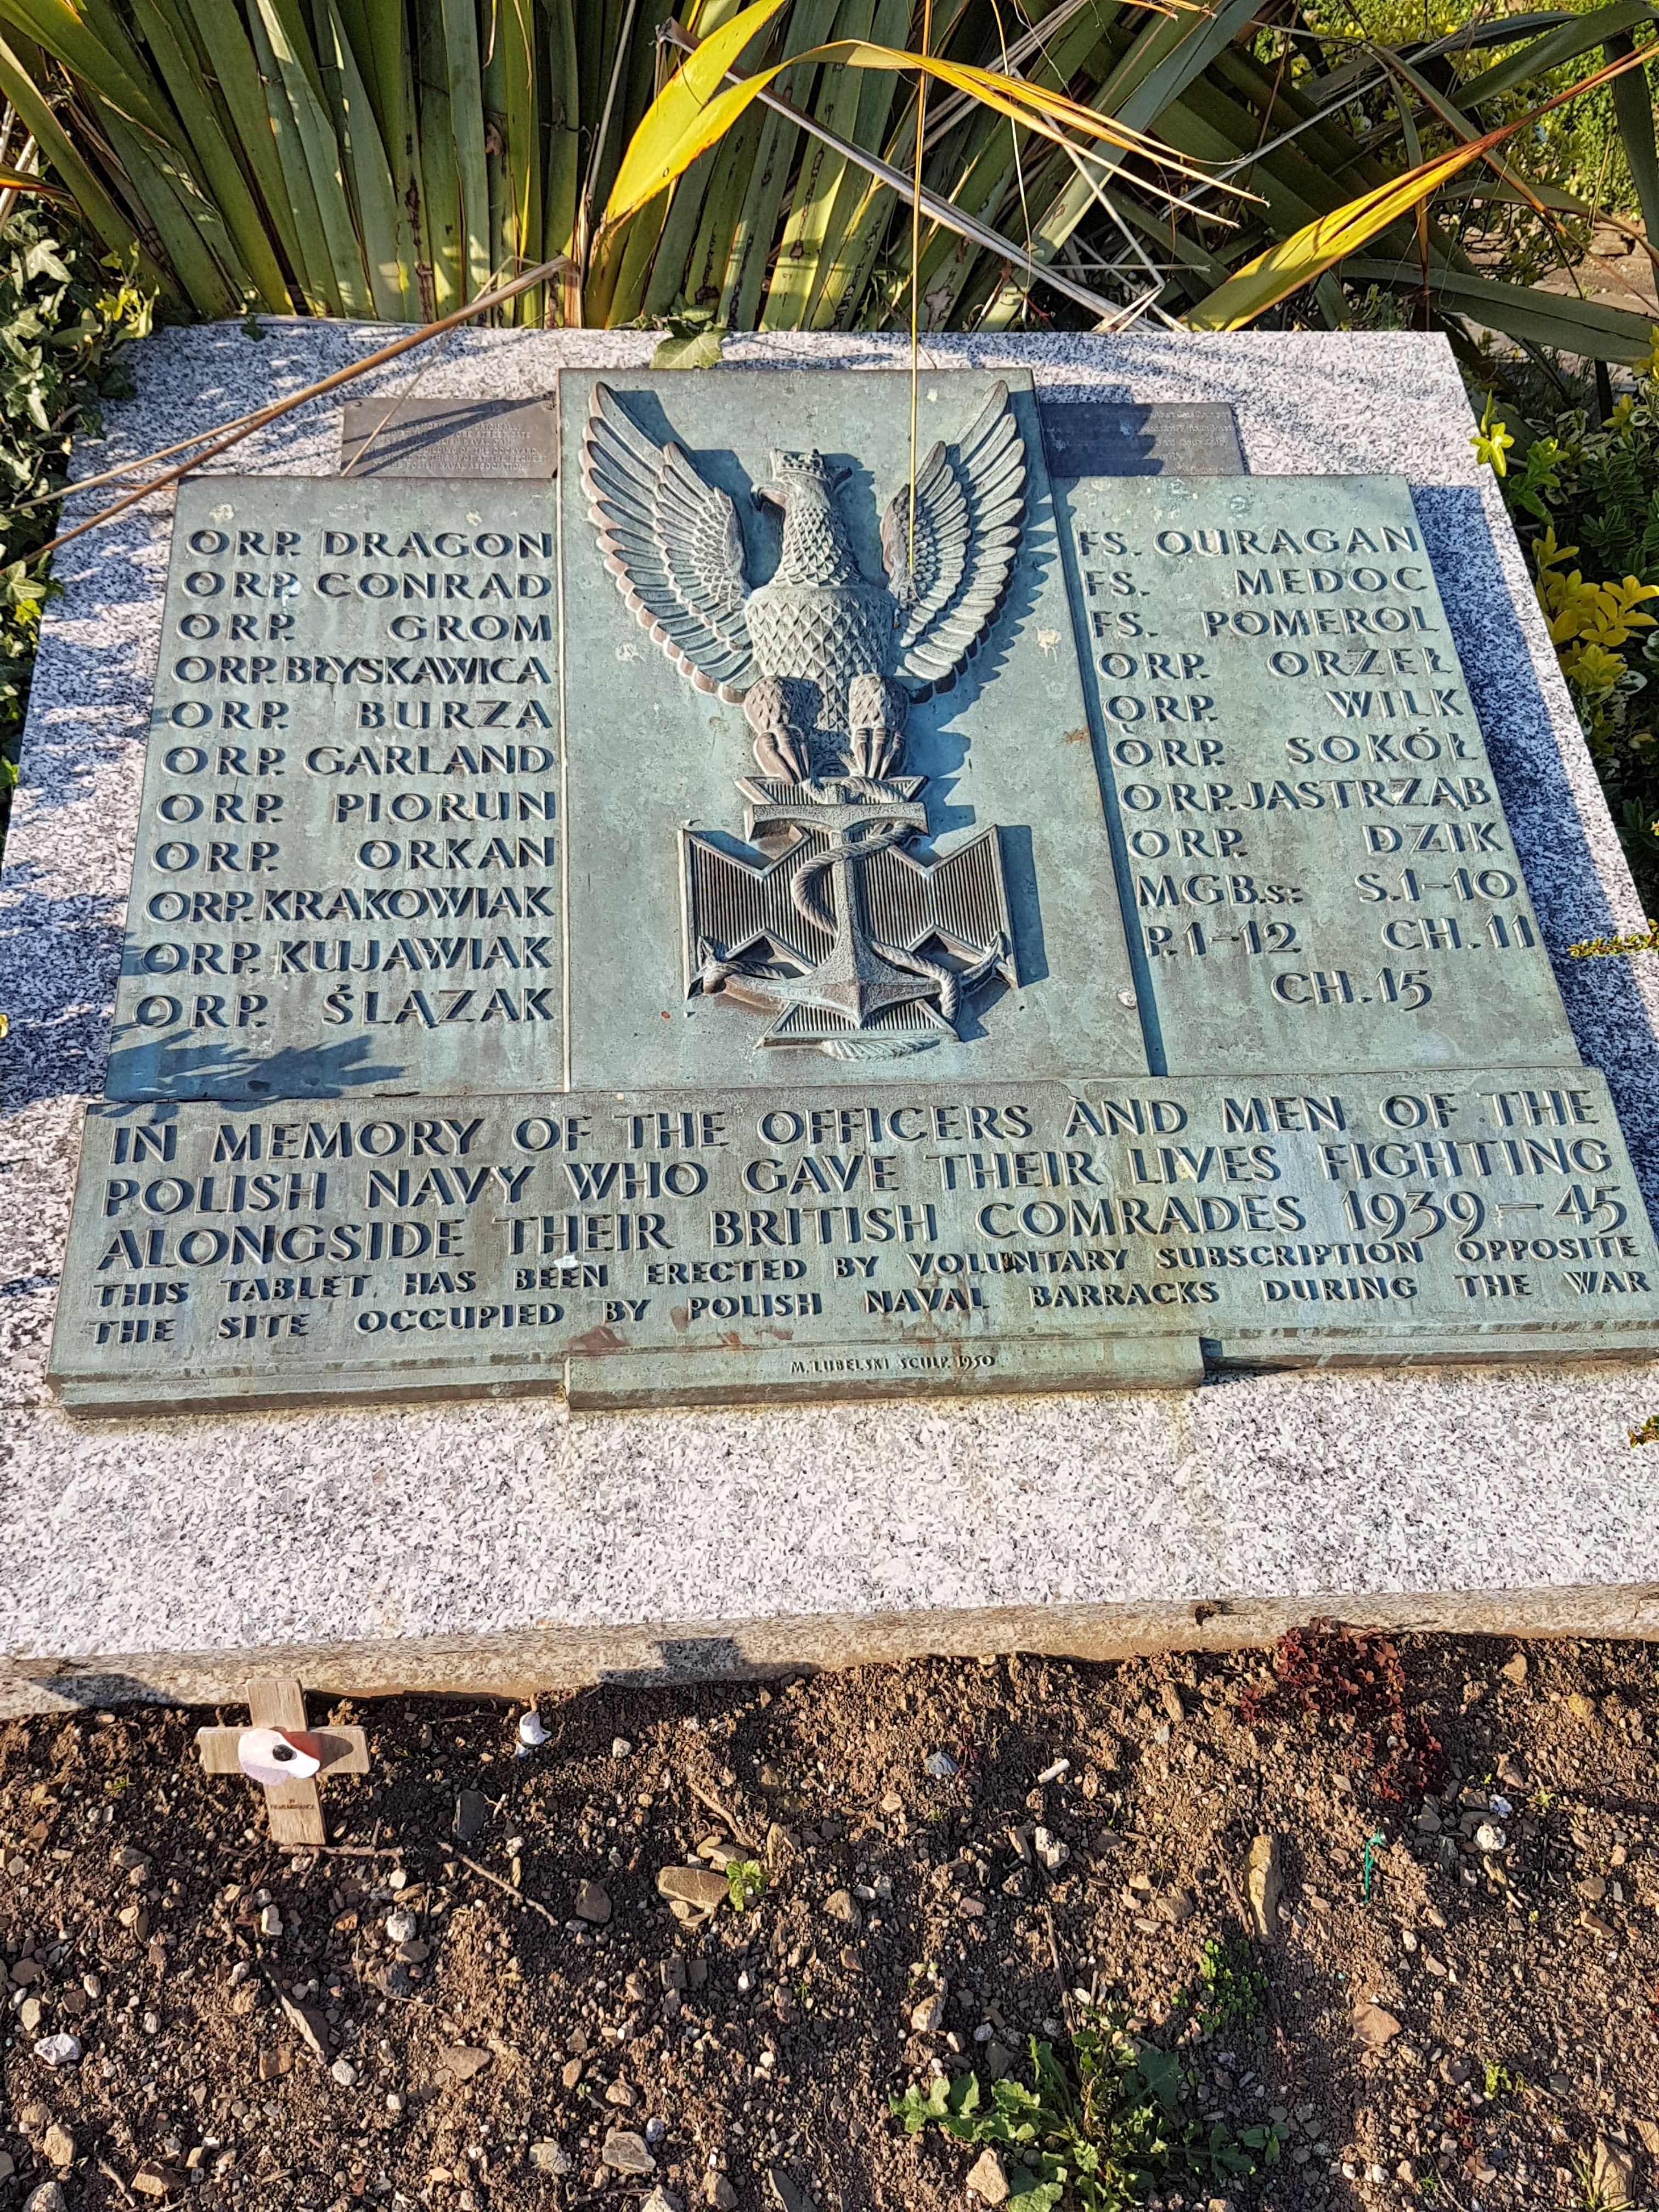 ORP. DRAGON
ORP. CONRAD
ORP. GROM
ORP. BŁYSKAWICA
ORP. BURZA
ORP. GARLAND
ORP. PIORUN
ORP. ORKAN
ORP. KRAKOWIAK
ORP. KUJAWIAK
ORP. ŚLĄZAK
FS. OURAGAN
FS. MEDOC
FS. POMEROL
ORP. ORZEŁ
ORP. WILK
ORP. SOKÓŁ
ORP. JASTRZĄB
ORP. DZIK
MGB.s: S.1-10
P.1-12 CH.11
CH.15
IN MEMORY OF THE OFFICERS AND MEN OF THE
POLISH NAVY WHO GAVE THEIR LIVES FIGHTING
ALONGSIDE THEIR BRITISH COMRADES 1939-45
THIS TABLET HAS BEEN ERECTED BY VOLUNTARY SUBSCRIPTION OPPOSITE
THE SITE OCCUPIED BY POLISH NAVAL BARRACKS DURING THE WAR
M. LUBELSKI SCULP. 1950